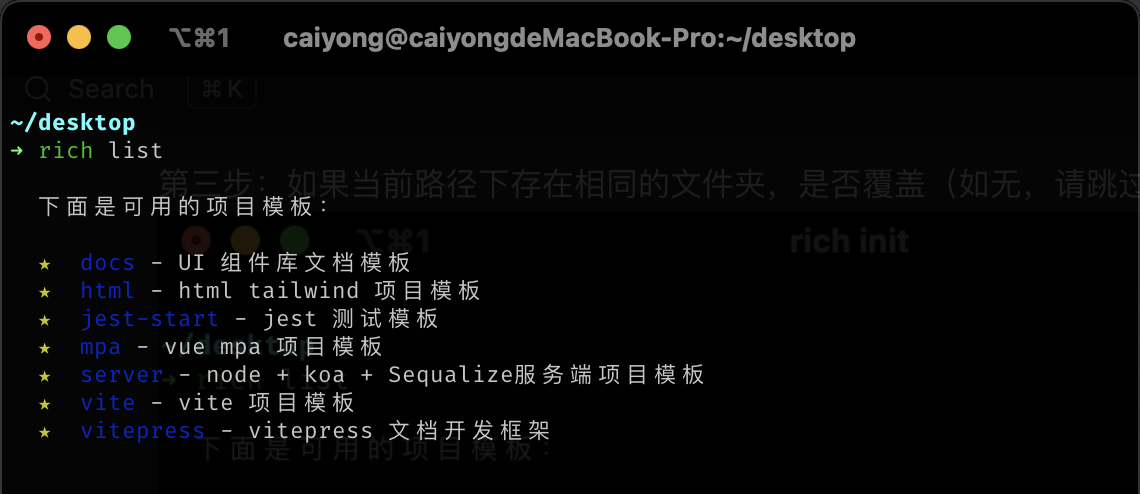 ⌥⌘1 caiyong@caiyongdeMacBook-Pro:~/desktop
Search ⌘ K
~/desktop
➜ rich list
第三步：如果当前路径下存在相同的文件夹，是否覆盖（如无，请跳过
下面是可用的项目模板：
⌥⌘1 rich init
★ docs - UI 组件库文档模板
★ html - html tailwind 项目模板
★ jest-start - jest 测试模板
★ mpa - vue mpa 项目模板
~/desktop
★ server - node + koa + Sequalize服务端项目模板
➜ rich list
★ vite - vite 项目模板
★ vitepress - vitepress 文档开发框架
下面是可用的项目模板：